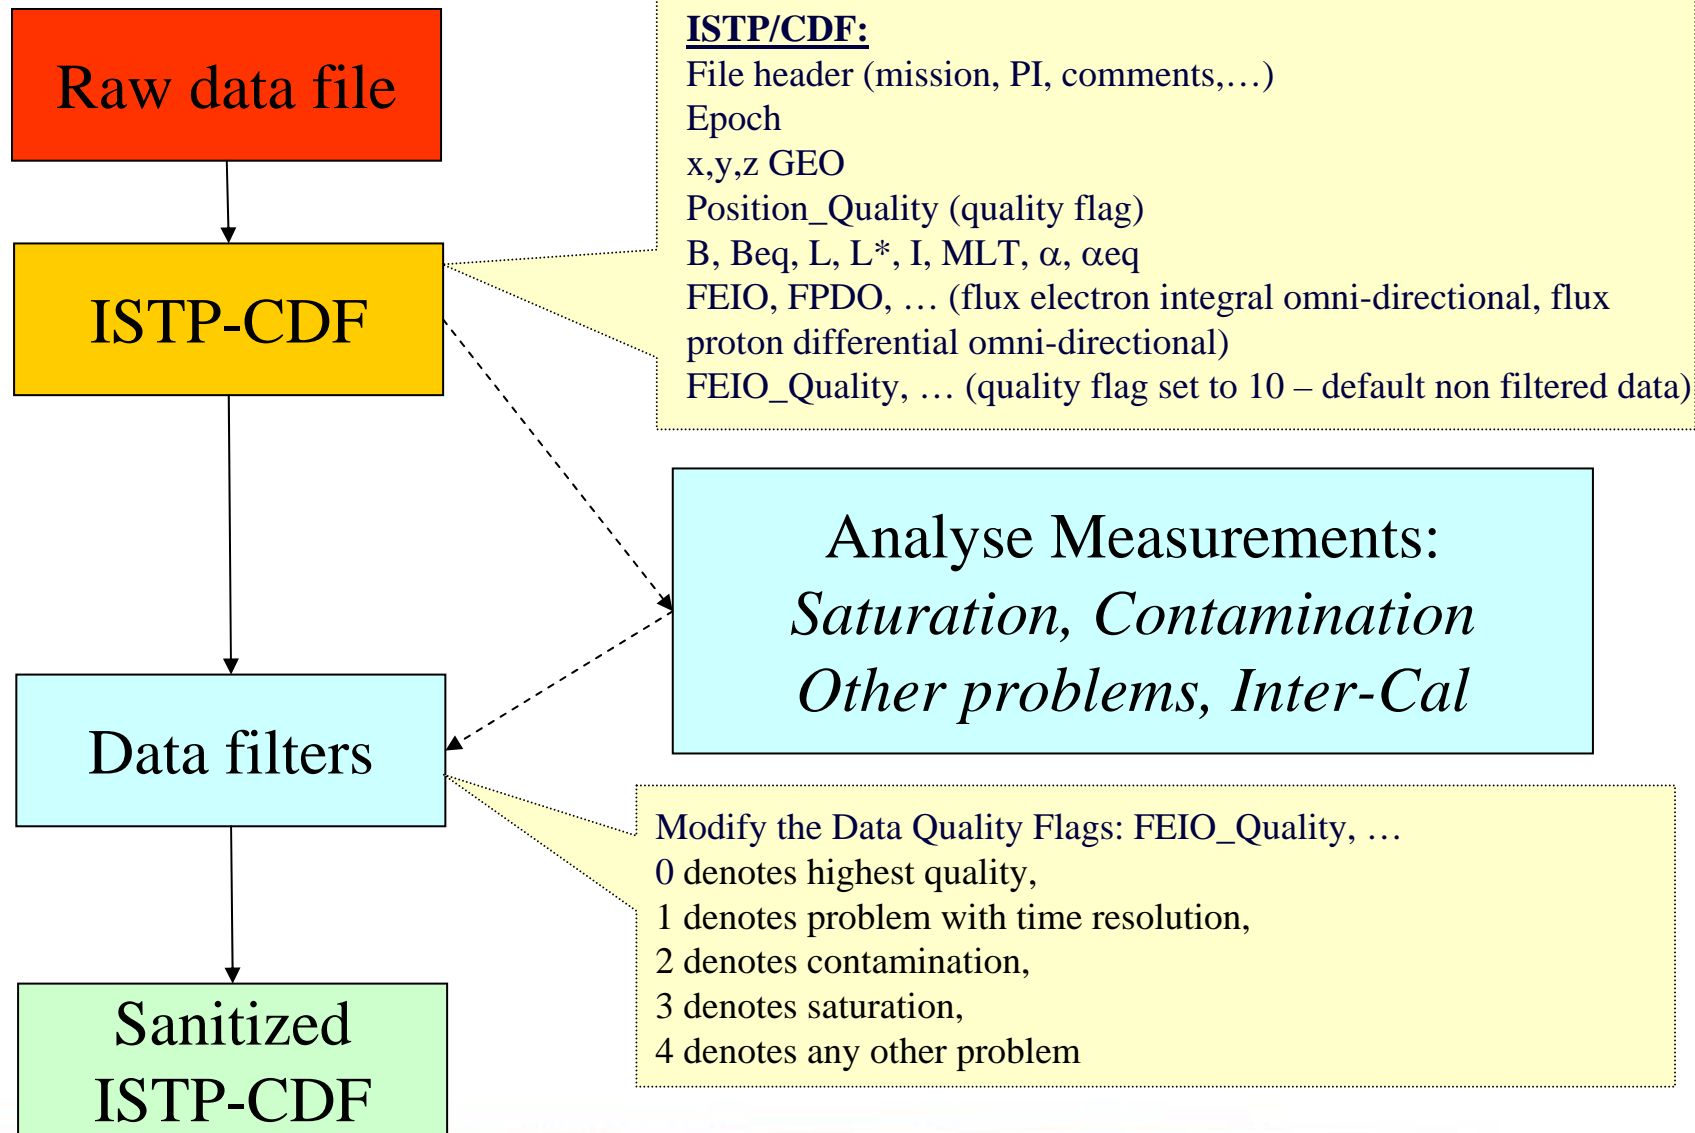 Raw data file
ISTP/CDF:
File header (mission, PI, comments,…)
Epoch
x,y,z GEO
Position_Quality (quality flag)
B, Beq, L, L*, I, MLT, α, αeq
FEIO, FPDO, … (flux electron integral omni-directional, flux
proton differential omni-directional)
FEIO_Quality, … (quality flag set to 10 – default non filtered data)
ISTP-CDF
Analyse Measurements:
Saturation, Contamination
Other problems, Inter-Cal
Data filters
Modify the Data Quality Flags: FEIO_Quality, …
0 denotes highest quality,
1 denotes problem with time resolution,
2 denotes contamination,
3 denotes saturation,
4 denotes any other problem
Sanitized
ISTP-CDF